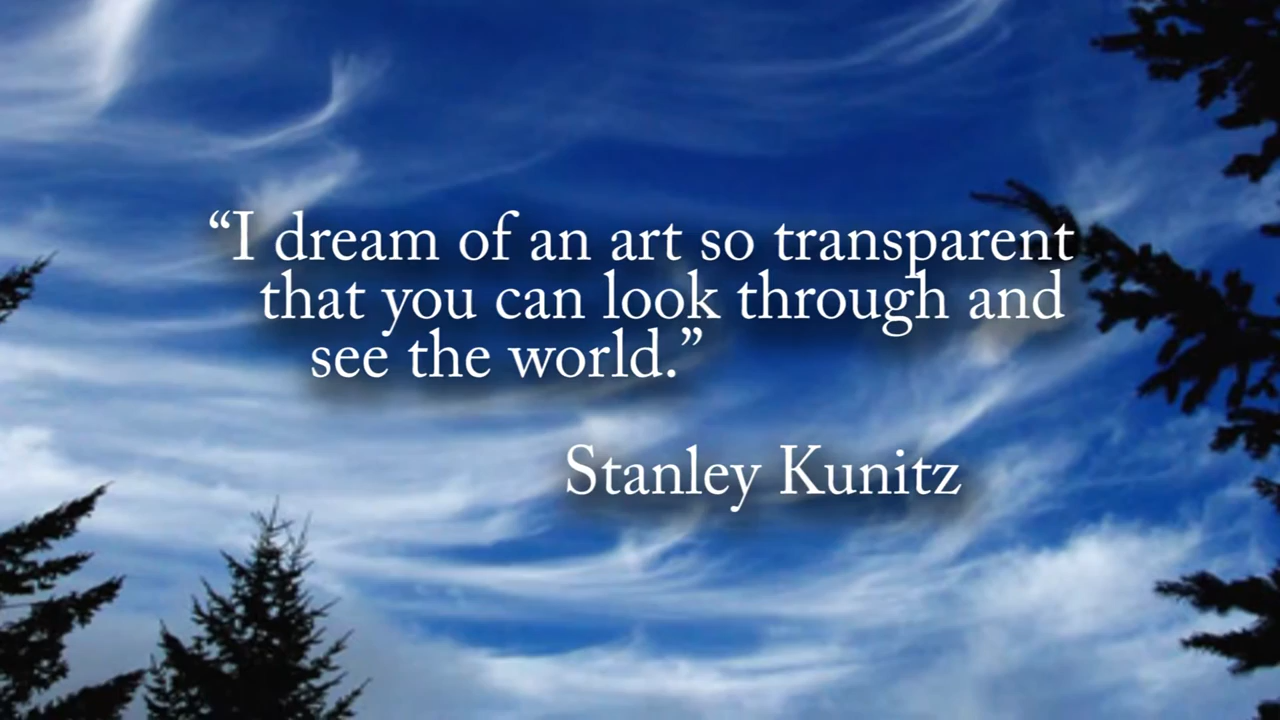 “I dream of an art so transparent
that you can look through and
see the world.”
Stanley Kunitz